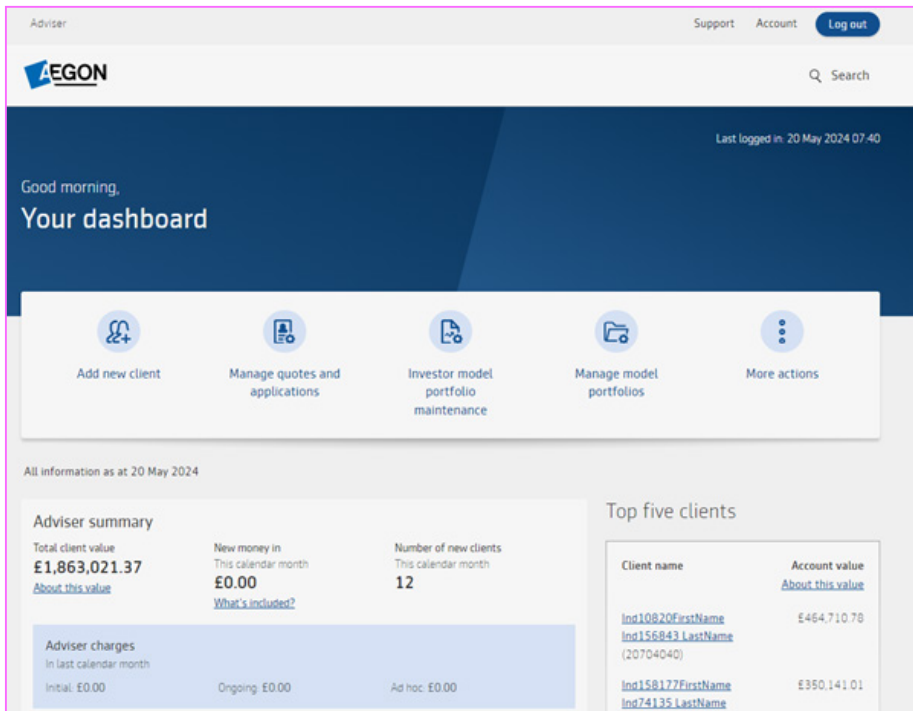 Adviser
Support
Account
Log out
AEGON
Search
Last logged in: 20 May 2024 07:40
Good morning,
Your dashboard
Add new client
Manage quotes and
applications
Investor model
portfolio
maintenance
Manage model
portfolios
More actions
All information as at 20 May 2024
Adviser summary
Total client value
£1,863,021.37
About this value
New money in
This calendar month
£0.00
What's included?
Number of new clients
This calendar month
12
Adviser charges
In last calendar month
Initial: £0.00
Ongoing: £0.00
Ad hoc: £0.00
Top five clients
Client name
Account value
About this value
Ind10820FirstName
Ind156843 LastName
(20704040)
£464,710.78
Ind158177FirstName
Ind74135 LastName
£350,141.01